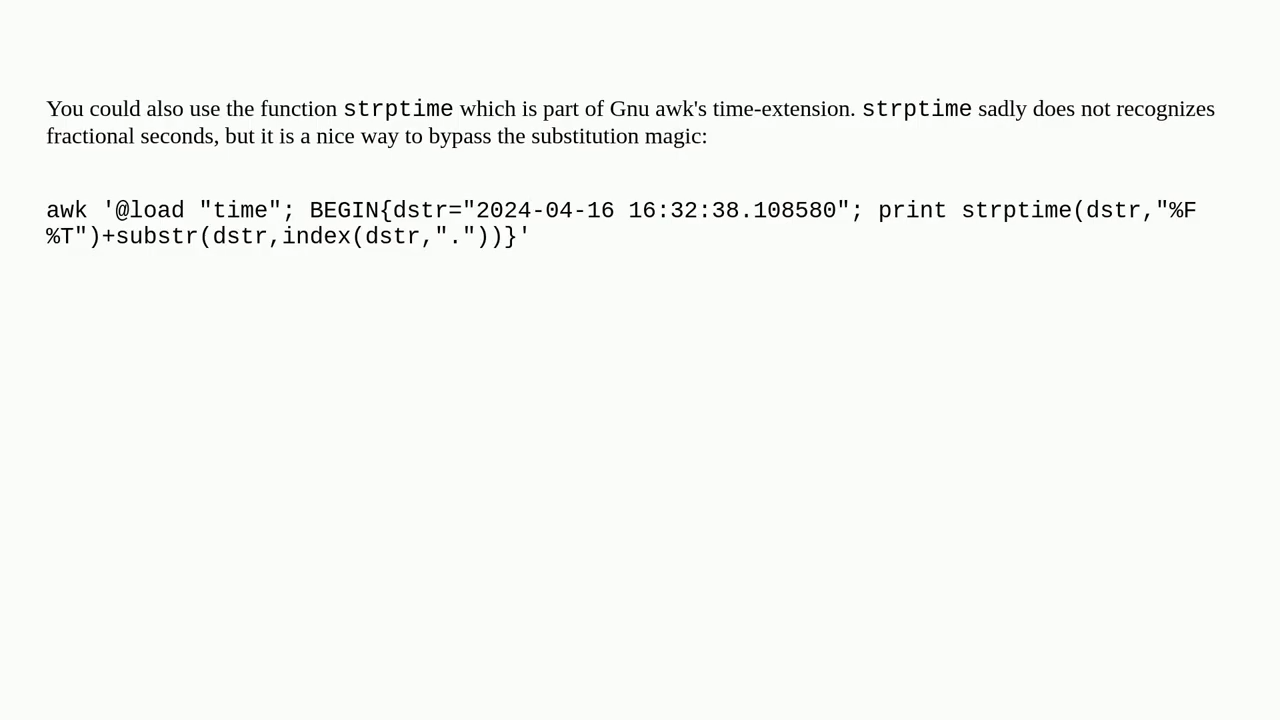 You could also use the function strptime which is part of Gnu awk's time-extension. strptime sadly does not recognizes
fractional seconds, but it is a nice way to bypass the substitution magic:
awk '@load "time"; BEGIN{dstr="2024-04-16 16:32:38.108580"; print strptime(dstr,"%F
%T")+substr(dstr,index(dstr,"."))}'